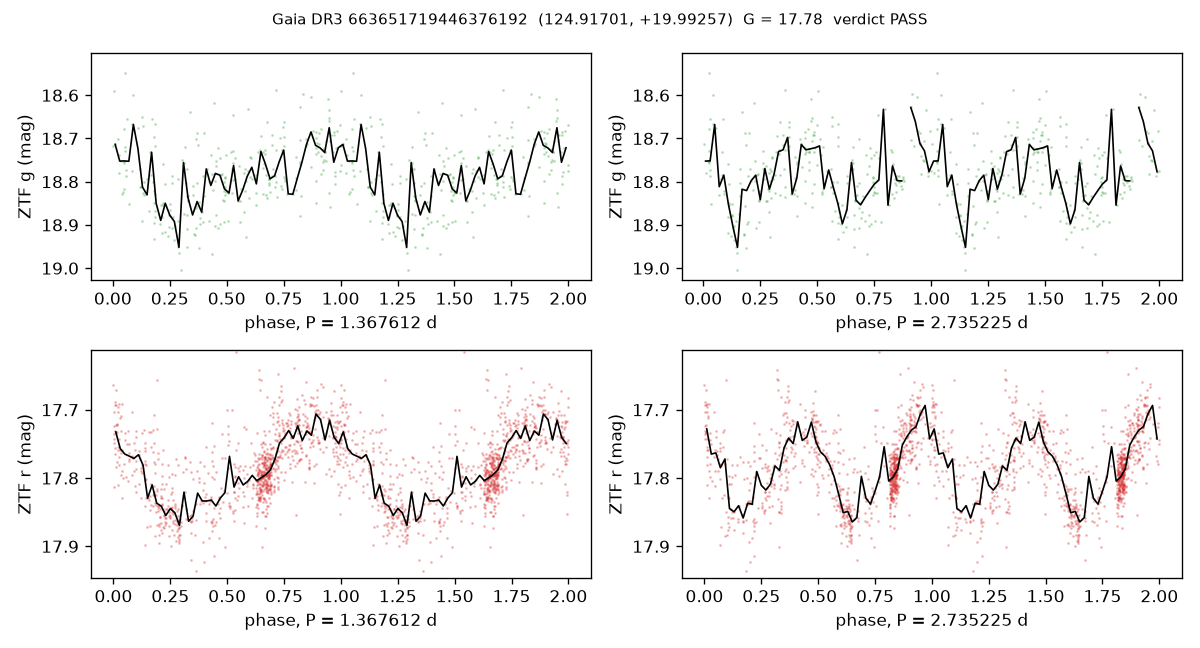 Gaia DR3 663651719446376192 (124.91701, +19.99257) G = 17.78 verdict PASS
ZTF g (mag)
18.6
18.7
18.8
18.9
19.0
0.00 0.25 0.50 0.75 1.00 1.25 1.50 1.75 2.00
phase, P = 1.367612 d
ZTF g (mag)
18.6
18.7
18.8
18.9
19.0
0.00 0.25 0.50 0.75 1.00 1.25 1.50 1.75 2.00
phase, P = 2.735225 d
ZTF r (mag)
17.7
17.8
17.9
0.00 0.25 0.50 0.75 1.00 1.25 1.50 1.75 2.00
phase, P = 1.367612 d
ZTF r (mag)
17.7
17.8
17.9
0.00 0.25 0.50 0.75 1.00 1.25 1.50 1.75 2.00
phase, P = 2.735225 d